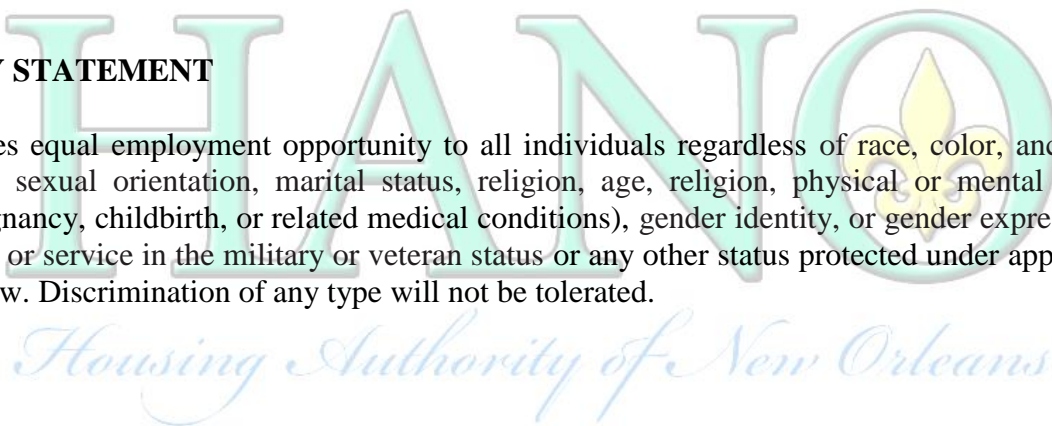 HANO
Y STATEMENT
es equal employment opportunity to all individuals regardless of race, color, anc
sexual orientation, marital status, religion, age, religion, physical or mental
gnancy, childbirth, or related medical conditions), gender identity, or gender expre
or service in the military or veteran status or any other status protected under app
w. Discrimination of any type will not be tolerated.
Housing Authority of New Orleans